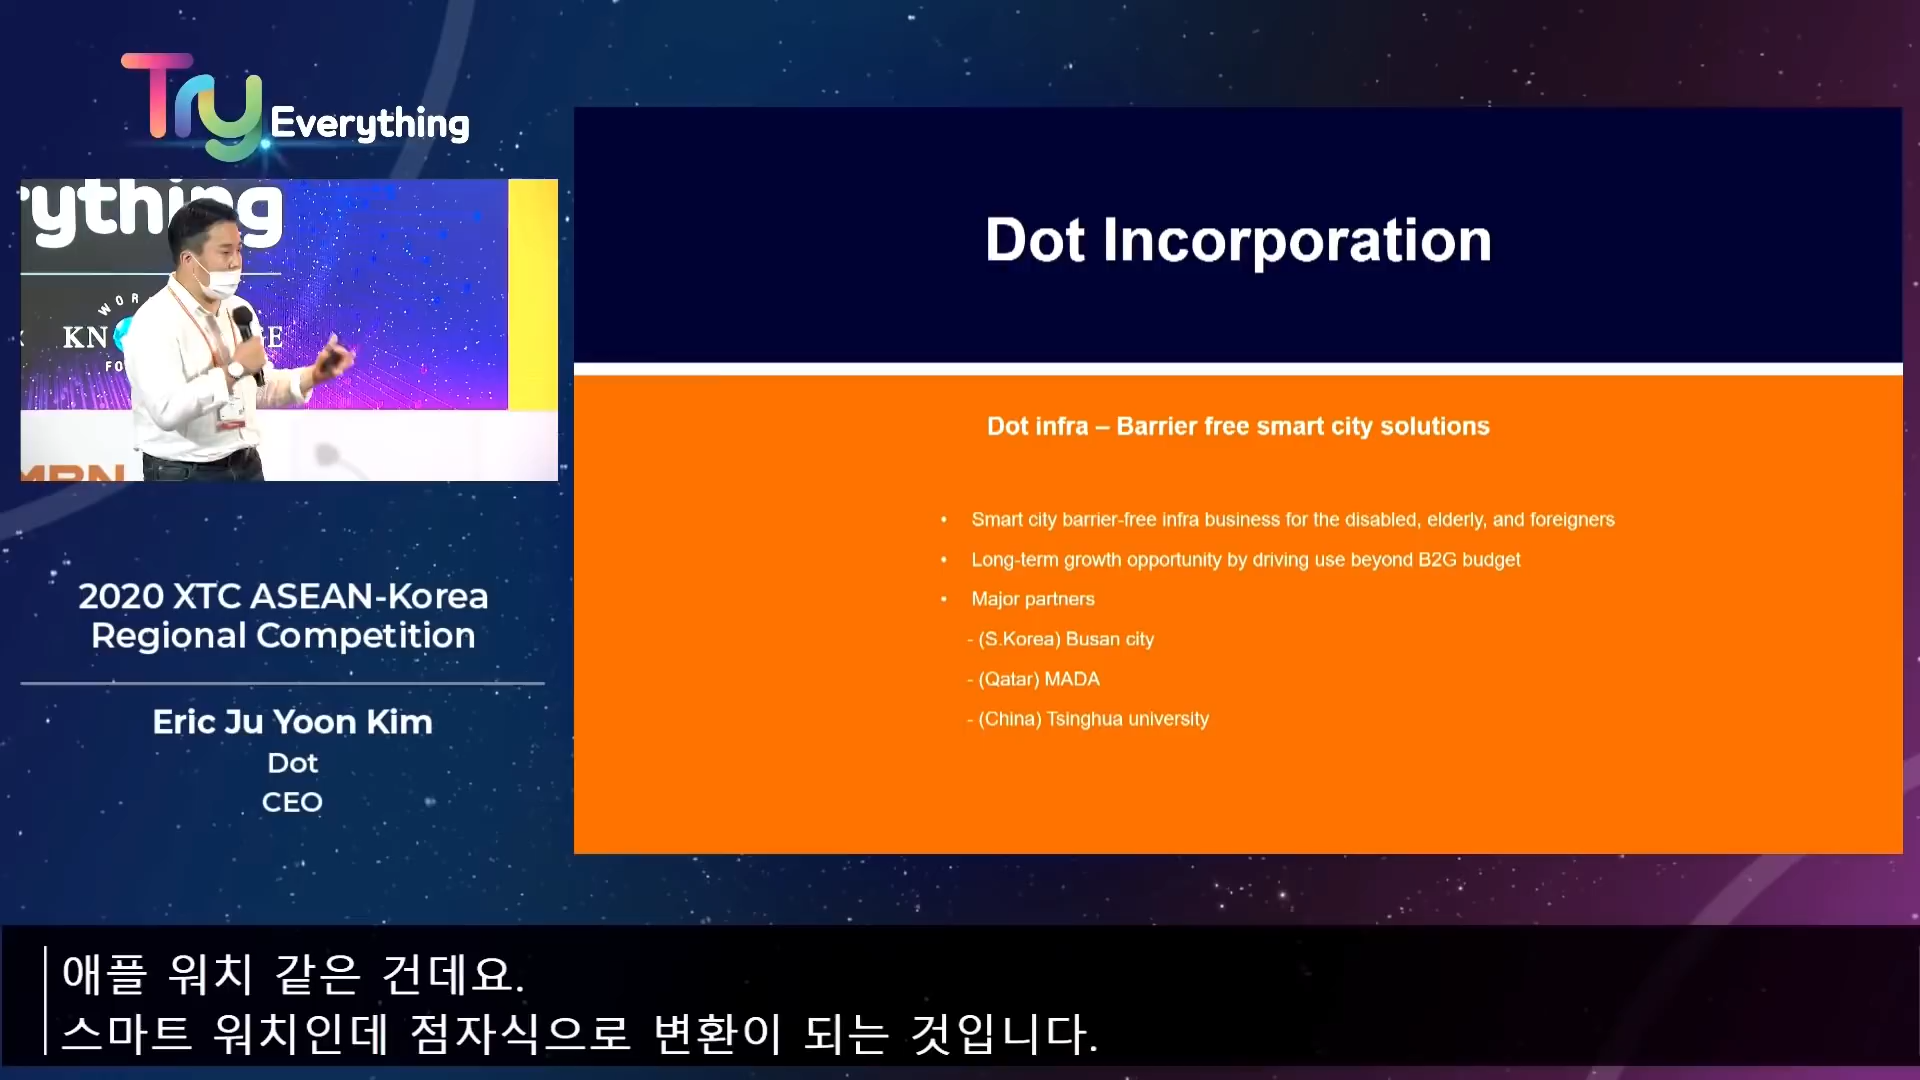 Try Everything
rything
WOR
KN GE
FO
MBN
2020 XTC ASEAN-Korea
Regional Competition
Eric Ju Yoon Kim
Dot
CEO
Dot Incorporation
Dot infra – Barrier free smart city solutions
• Smart city barrier-free infra business for the disabled, elderly, and foreigners
• Long-term growth opportunity by driving use beyond B2G budget
• Major partners
- (S.Korea) Busan city
- (Qatar) MADA
- (China) Tsinghua university
애플 워치 같은 건데요.
스마트 워치인데 점자식으로 변환이 되는 것입니다.